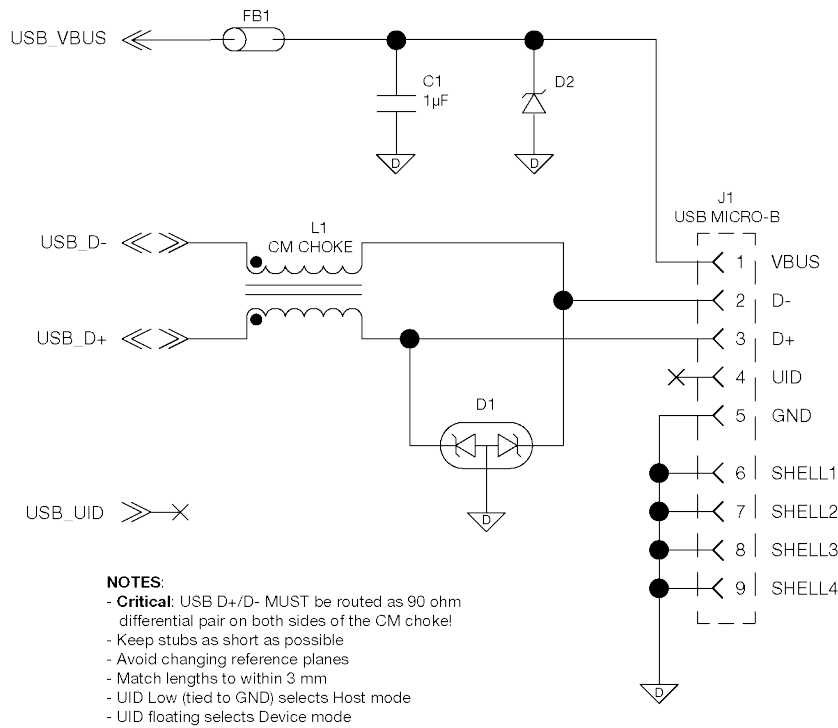 FB1
USB_VBUS
C1
1µF
D2
D
D
J1
USB MICRO-B
L1
CM CHOKE
USB_D-
1 VBUS
2 D-
USB_D+
3 D+
4 UID
D1
5 GND
6 SHELL1
USB_UID
7 SHELL2
D
8 SHELL3
9 SHELL4
NOTES:
- Critical: USB D+/D- MUST be routed as 90 ohm
differential pair on both sides of the CM choke!
- Keep stubs as short as possible
- Avoid changing reference planes
- Match lengths to within 3 mm
- UID Low (tied to GND) selects Host mode
- UID floating selects Device mode
D